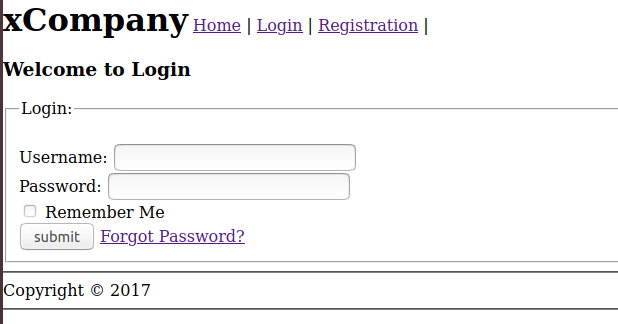 xCompany Home | Login | Registration |
Welcome to Login
Login:
Username:
Password:
Remember Me
submit Forgot Password?
Copyright © 2017